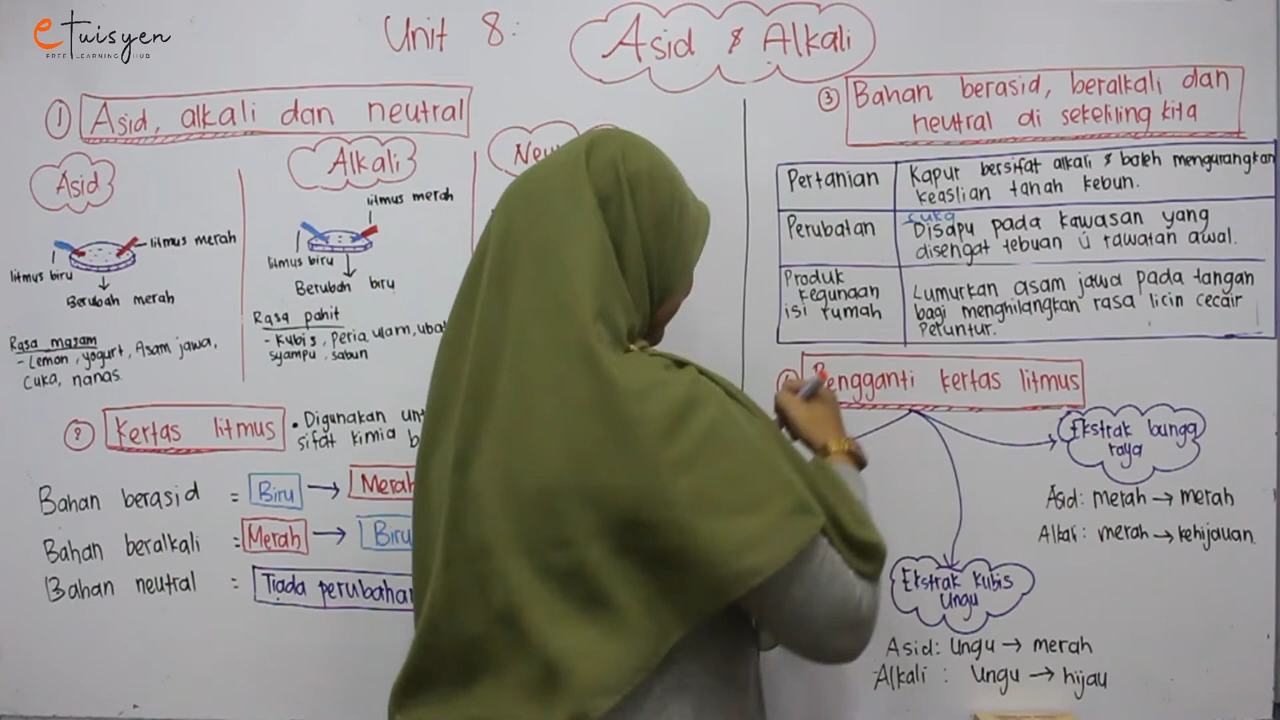 eTuisyen
FREE LEARNING HUB
Unit 8:
Asid & Alkali
① Asid, alkali dan neutral
Asid
litmus merah
litmus biru
Berubah merah
Rasa masam
- Lemon, yogurt, Asam jawa,
Cuka, nanas.
Alkali
litmus merah
litmus biru
Berubah biru
Rasa pahit
- Kubis, Peria, ulam, ubat
syampu, sabun
Neu
② Kertas litmus
• Digunakan un
sifat kimia b
Bahan berasid = Biru → Merah
Bahan beralkali = Merah → Biru
Bahan neutral = Tiada perubahan
③ Bahan berasid, beralkali dan
neutral di sekeliling kita
Pertanian
Kapur bersifat alkali & boleh mengurangkan
keaslian tanah kebun.
Perubatan
cuka
Disapu pada kawasan yang
disengat tebuan ú rawatan awal.
Produk
kegunaan
isi rumah
Lumurkan asam jawa pada tangan
bagi menghilangkan rasa licin cecair
Peluntur.
Pengganti kertas litmus
Ekstrak bunga
raya
Asid: merah → merah
Alkali: merah → kehijauan.
Ekstrak Kubis
Ungu
Asid: Ungu → merah
Alkali: Ungu → hijau